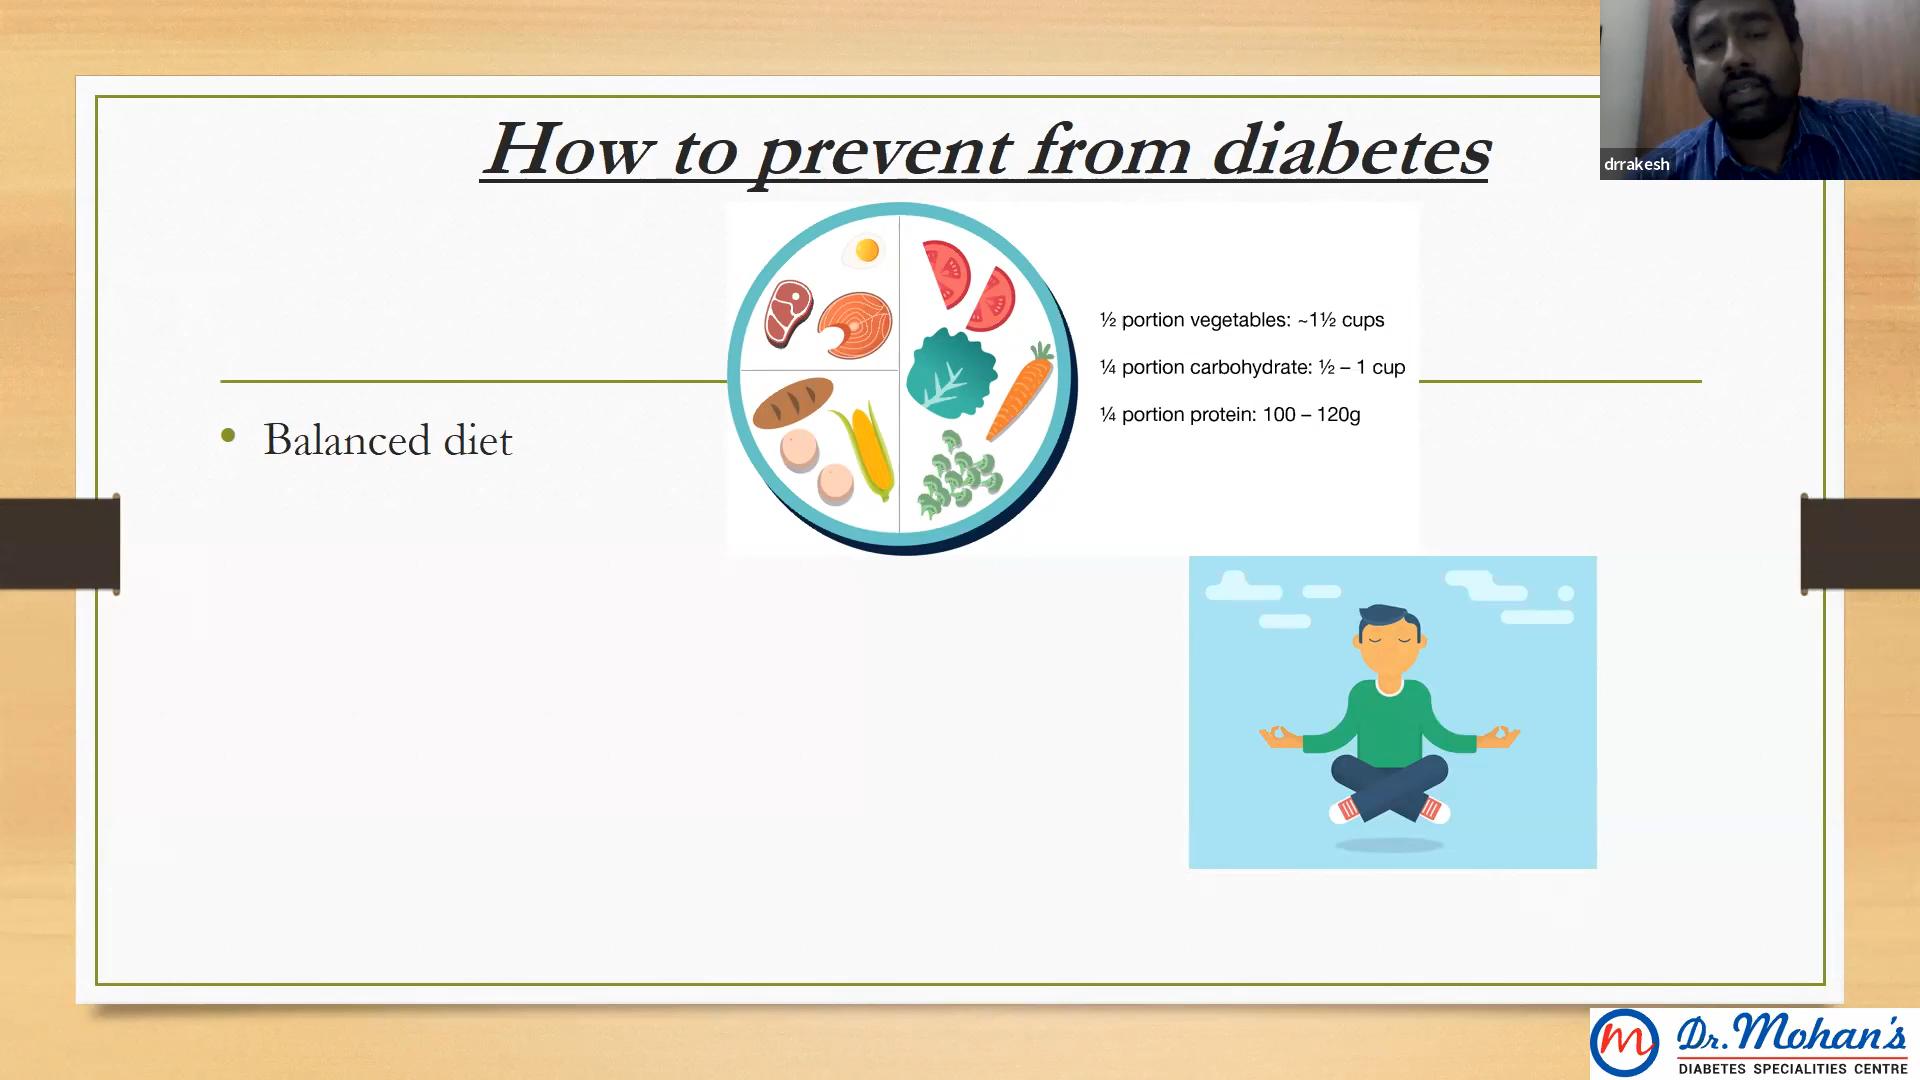 How to prevent from diabetes
drrakesh
½ portion vegetables: ~1½ cups
¼ portion carbohydrate: ½ – 1 cup
¼ portion protein: 100 – 120g
• Balanced diet
m Dr. Mohan's
DIABETES SPECIALITIES CENTRE